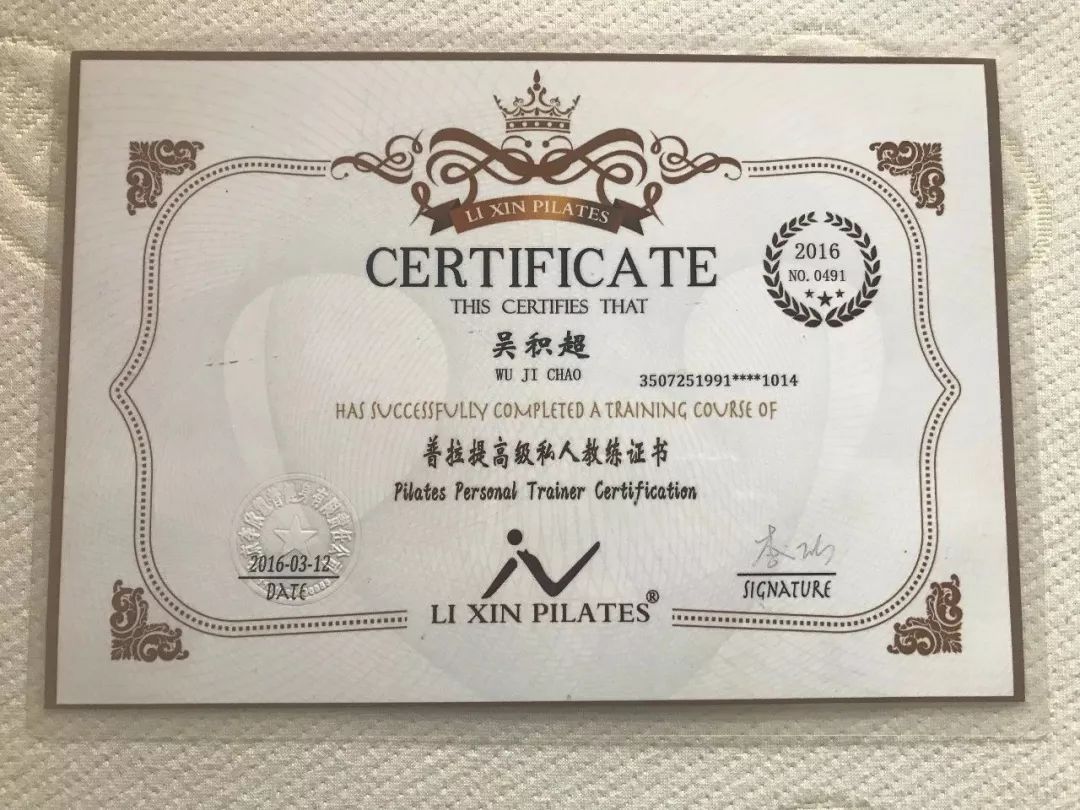 LI XIN PILATES
CERTIFICATE
2016
NO. 0491
THIS CERTIFIES THAT
吴积超
WU JI CHAO
3507251991****1014
HAS SUCCESSFULLY COMPLETED A TRAINING COURSE OF
普拉提高级私人教练证书
Pilates Personal Trainer Certification
2016-03-12
DATE
SIGNATURE
LI XIN PILATES®